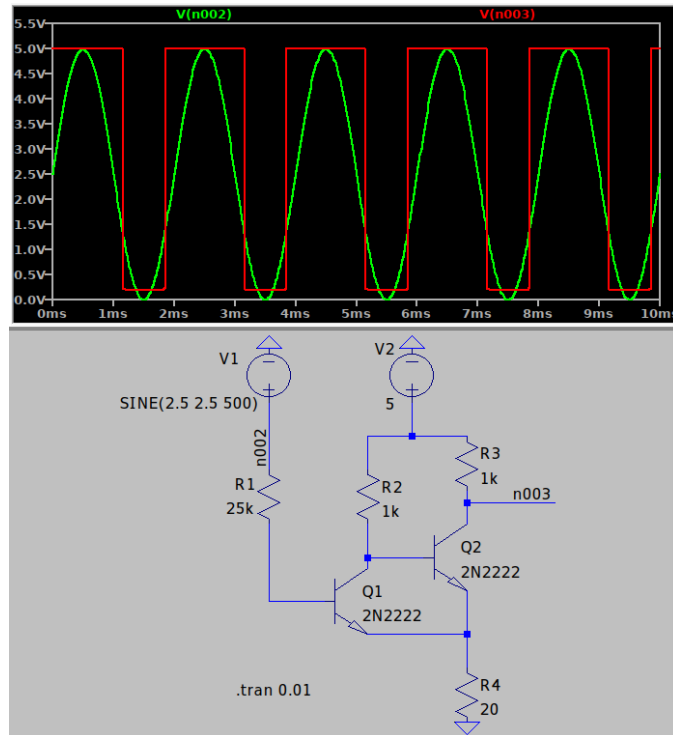 V(n002) V(n003)
5.5V
5.0V
4.5V
4.0V
3.5V
3.0V
2.5V
2.0V
1.5V
1.0V
0.5V
0.0V
0ms 1ms 2ms 3ms 4ms 5ms 6ms 7ms 8ms 9ms 10ms
V1 V2
SINE(2.5 2.5 500) 5
n002
R1
25k
R2
1k
R3
1k
n003
Q2
2N2222
Q1
2N2222
.tran 0.01
R4
20